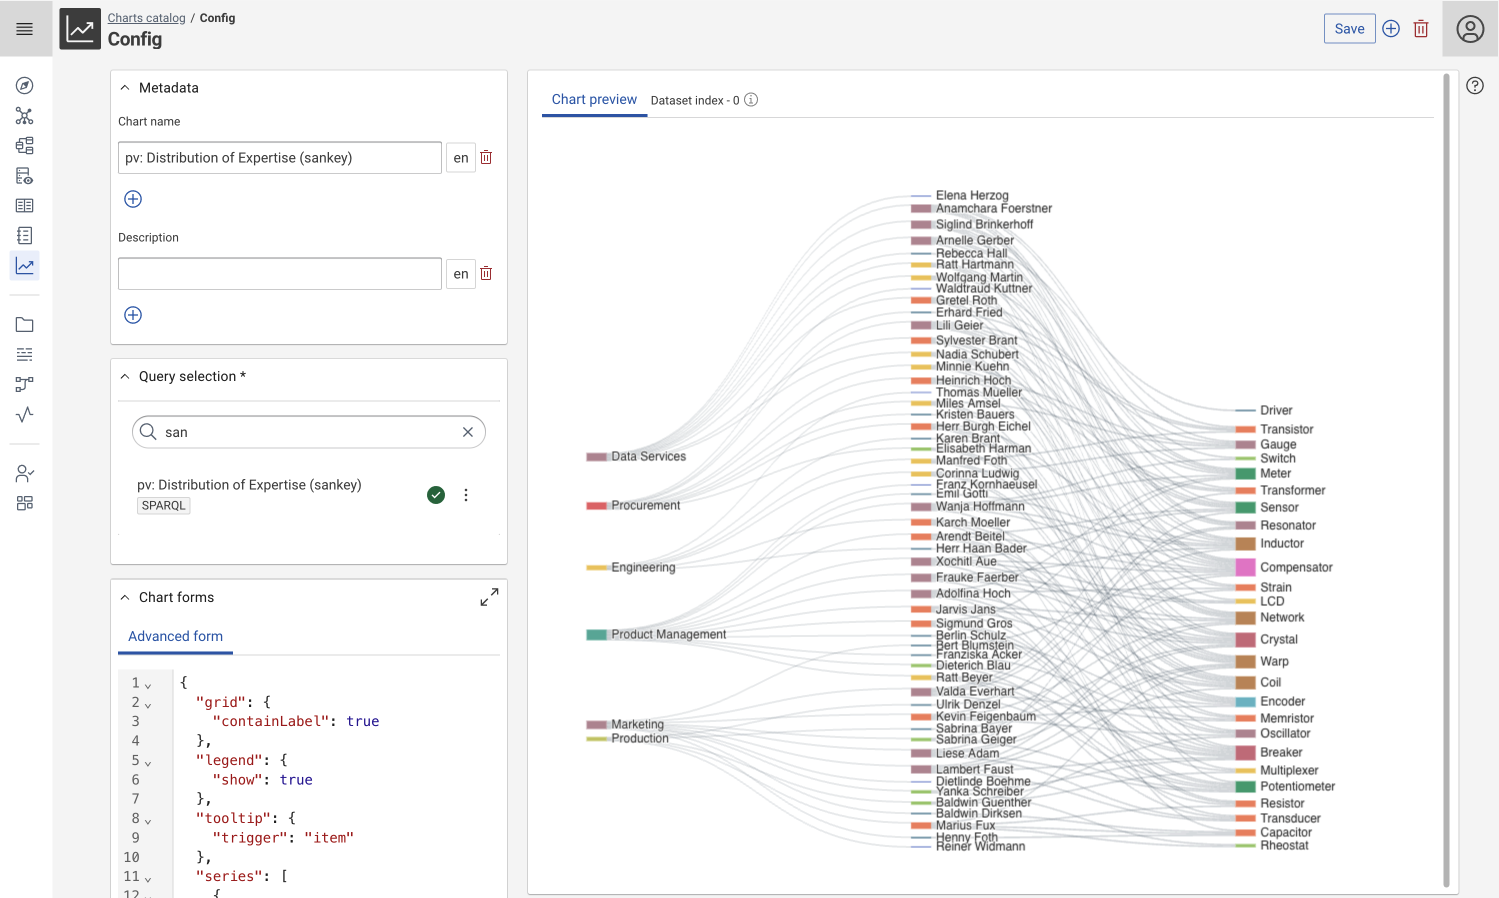 Charts catalog / Config
Config
Save
Metadata
Chart name
pv: Distribution of Expertise (sankey)
en
Description
en
Query selection *
san
pv: Distribution of Expertise (sankey)
SPARQL
Chart forms
Advanced form
1 {
2 "grid": {
3 "containLabel": true
4 },
5 "legend": {
6 "show": true
7 },
8 "tooltip": {
9 "trigger": "item"
10 },
11 "series": [
12 {
Chart preview
Dataset index - 0
Data Services
Procurement
Engineering
Product Management
Marketing
Production
Elena Herzog
Anamchara Foerstner
Siglind Brinkerhoff
Arnelle Gerber
Rebecca Hall
Ratt Hartmann
Wolfgang Martin
Waldtraud Kuttner
Gretel Roth
Erhard Fried
Lili Geier
Sylvester Brant
Nadia Schubert
Minnie Kuehn
Heinrich Hoch
Thomas Mueller
Miles Amsel
Kristen Bauers
Herr Burgh Eichel
Karen Brant
Elisabeth Harman
Manfred Foth
Corinna Ludwig
Franz Kornhaeusel
Emil Gotti
Wanja Hoffmann
Karch Moeller
Arendt Beitel
Herr Haan Bader
Xochitl Aue
Frauke Faerber
Adolfina Hoch
Jarvis Jans
Sigmund Gros
Berlin Schulz
Bert Blumstein
Franziska Acker
Dieterich Blau
Ratt Beyer
Valda Everhart
Ulrik Denzel
Kevin Feigenbaum
Sabrina Bayer
Sabrina Geiger
Liese Adam
Lambert Faust
Dietlinde Boehme
Yanka Schreiber
Baldwin Guenther
Baldwin Dirksen
Marius Fux
Henny Foth
Reiner Widmann
Driver
Transistor
Gauge
Switch
Meter
Transformer
Sensor
Resonator
Inductor
Compensator
Strain
LCD
Network
Crystal
Warp
Coil
Encoder
Memristor
Oscillator
Breaker
Multiplexer
Potentiometer
Resistor
Transducer
Capacitor
Rheostat